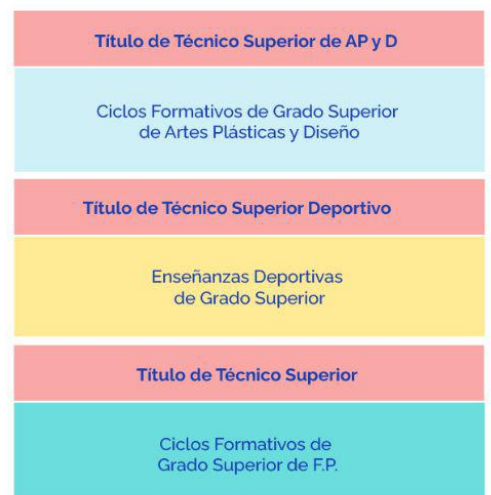 Título de Técnico Superior de AP y D
Ciclos Formativos de Grado Superior
de Artes Plásticas y Diseño
Título de Técnico Superior Deportivo
Enseñanzas Deportivas
de Grado Superior
Título de Técnico Superior
Ciclos Formativos de
Grado Superior de F.P.